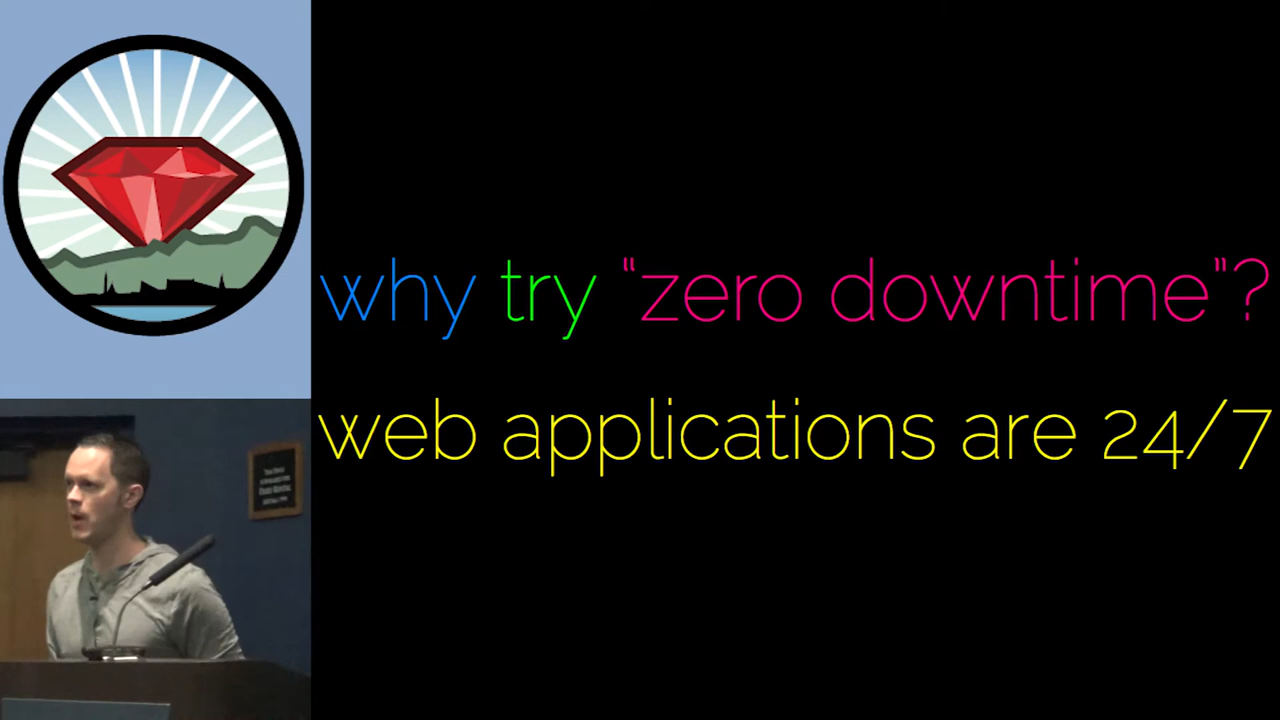 why try “zero downtime”?
web applications are 24/7